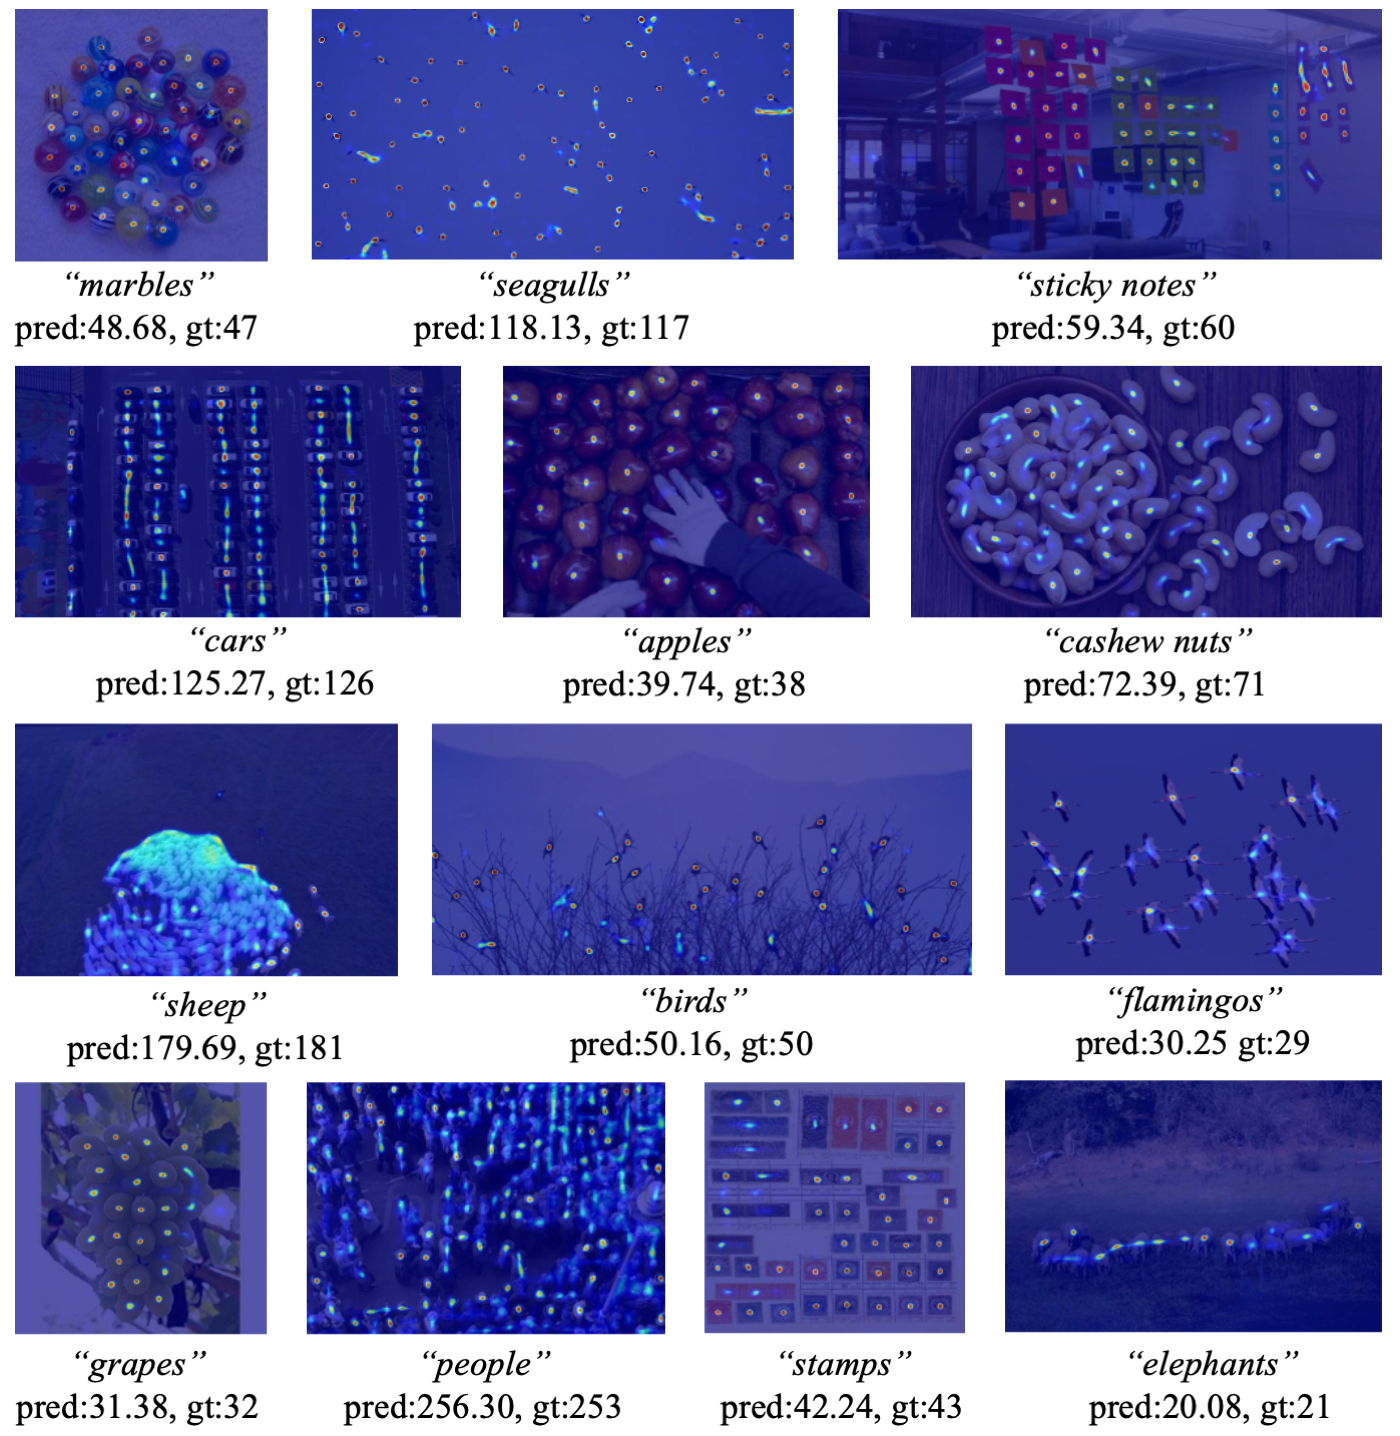 “marbles”
pred:48.68, gt:47
“seagulls”
pred:118.13, gt:117
“sticky notes”
pred:59.34, gt:60
“cars”
pred:125.27, gt:126
“apples”
pred:39.74, gt:38
“cashew nuts”
pred:72.39, gt:71
“sheep”
pred:179.69, gt:181
“birds”
pred:50.16, gt:50
“flamingos”
pred:30.25 gt:29
“grapes”
pred:31.38, gt:32
“people”
pred:256.30, gt:253
“stamps”
pred:42.24, gt:43
“elephants”
pred:20.08, gt:21